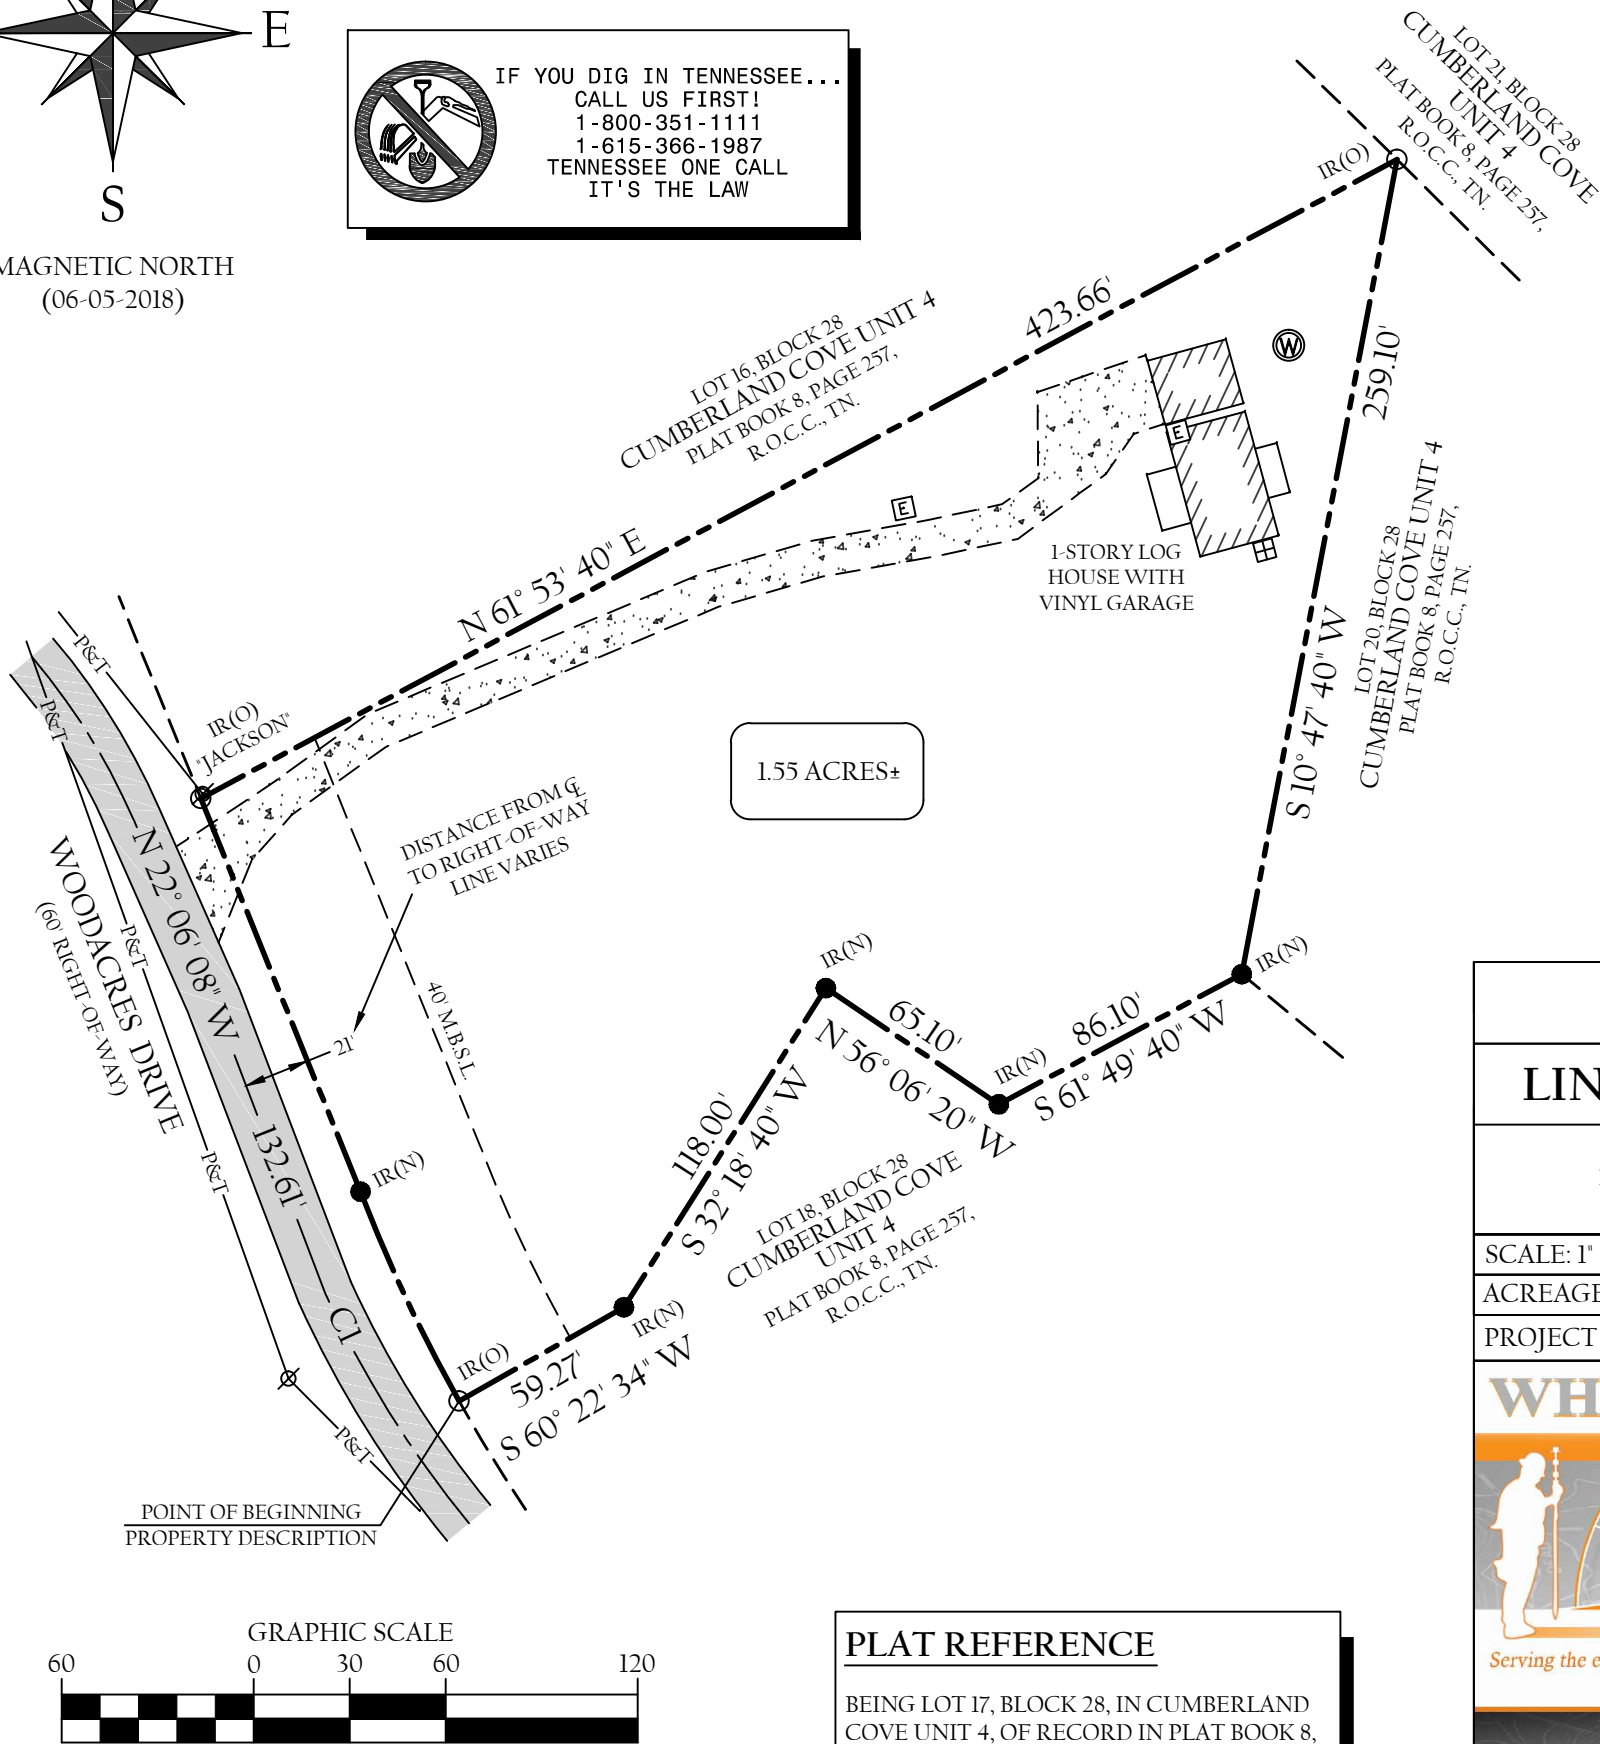 E
S
MAGNETIC NORTH
(06-05-2018)
IF YOU DIG IN TENNESSEE...
CALL US FIRST!
1-800-351-1111
1-615-366-1987
TENNESSEE ONE CALL
IT'S THE LAW
LOT 21, BLOCK 28
CUMBERLAND COVE
UNIT 4
PLAT BOOK 8, PAGE 257,
R.O.C.C., TN.
IR(O)
LOT 16, BLOCK 28
CUMBERLAND COVE UNIT 4
PLAT BOOK 8, PAGE 257,
R.O.C.C., TN.
423.66'
N 61° 53' 40" E
W
259.10'
S 10° 47' 40" W
E
E
1-STORY LOG
HOUSE WITH
VINYL GARAGE
LOT 20, BLOCK 28
CUMBERLAND COVE UNIT 4
PLAT BOOK 8, PAGE 257,
R.O.C.C., TN.
P&T
P&T
IR(O)
"JACKSON"
1.55 ACRES±
DISTANCE FROM ℄
TO RIGHT-OF-WAY
LINE VARIES
WOODACRES DRIVE
(60' RIGHT-OF-WAY)
P&T
N 22° 06' 08" W
132.61'
C1
21'
40' M.B.S.L.
P&T
IR(N)
IR(N)
65.10'
N 56° 06' 20" W
IR(N)
86.10'
S 61° 49' 40" W
IR(N)
118.00'
S 32° 18' 40" W
LOT 18, BLOCK 28
CUMBERLAND COVE
UNIT 4
PLAT BOOK 8, PAGE 257,
R.O.C.C., TN.
IR(N)
IR(O)
59.27'
S 60° 22' 34" W
P&T
POINT OF BEGINNING
PROPERTY DESCRIPTION
LIN
SCALE: 1"
ACREAGE
PROJECT
WH
Serving the e
GRAPHIC SCALE
60 0 30 60 120
PLAT REFERENCE
BEING LOT 17, BLOCK 28, IN CUMBERLAND
COVE UNIT 4, OF RECORD IN PLAT BOOK 8,